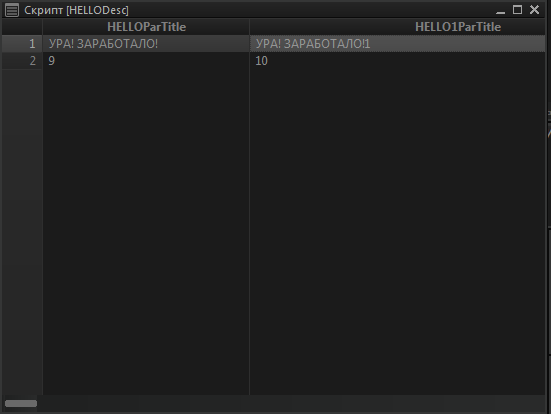 Скрипт [HELLODesc]
HELLOParTitle HELLO1ParTitle
1 УРА! ЗАРАБОТАЛО! УРА! ЗАРАБОТАЛО!1
2 9 10